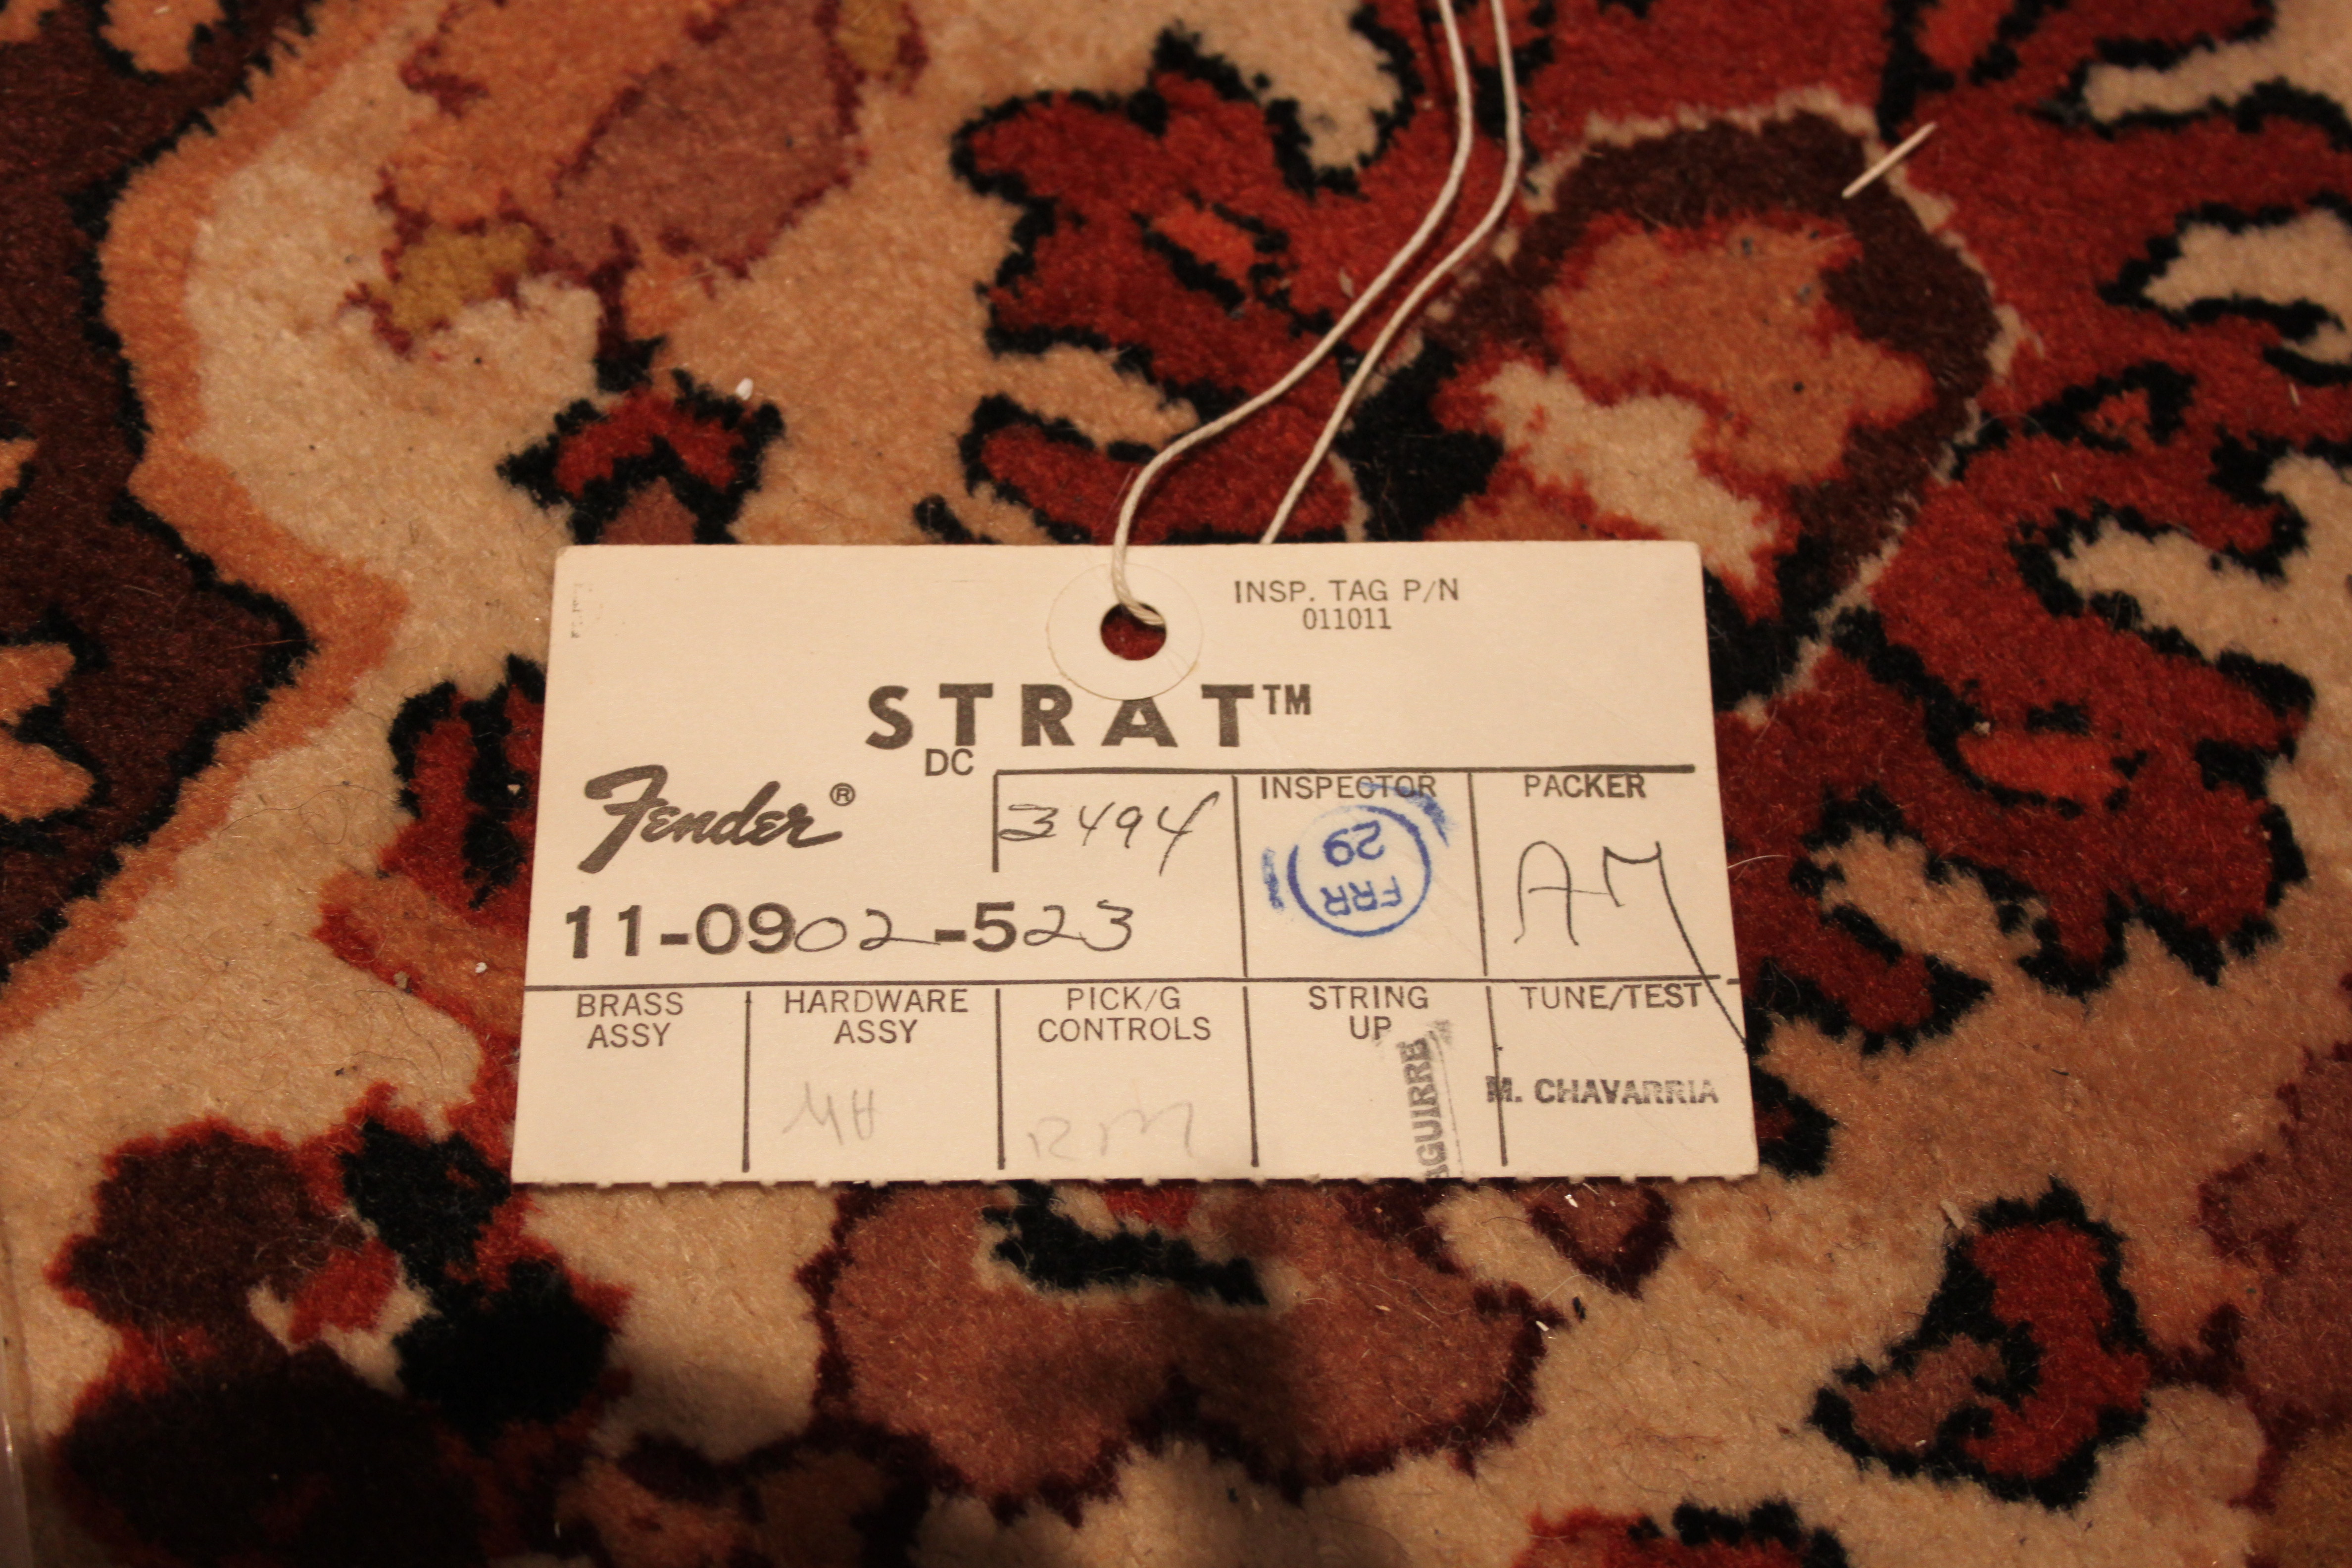 INSP. TAG P/N
011011
STRAT™
DC
Fender®
3494
INSPECTOR
FRR
29
PACKER
AM
11-0902-523
BRASS
ASSY
HARDWARE
ASSY
PICK/G
CONTROLS
RM
STRING
UP
AGUIRRE
TUNE/TEST
M. CHAVARRIA